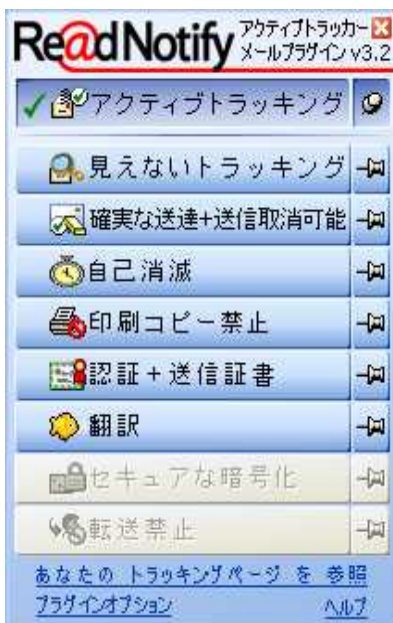 ReadNotify アクティブトラッカー
メールプラグイン v3.2
アクティブトラッキング
見えないトラッキング
確実な送達+送信取消可能
自己消滅
印刷コピー禁止
認証+送信証書
翻訳
セキュアな暗号化
転送禁止
あなたの トラッキングページ を 参照
プラグインオプション ヘルプ